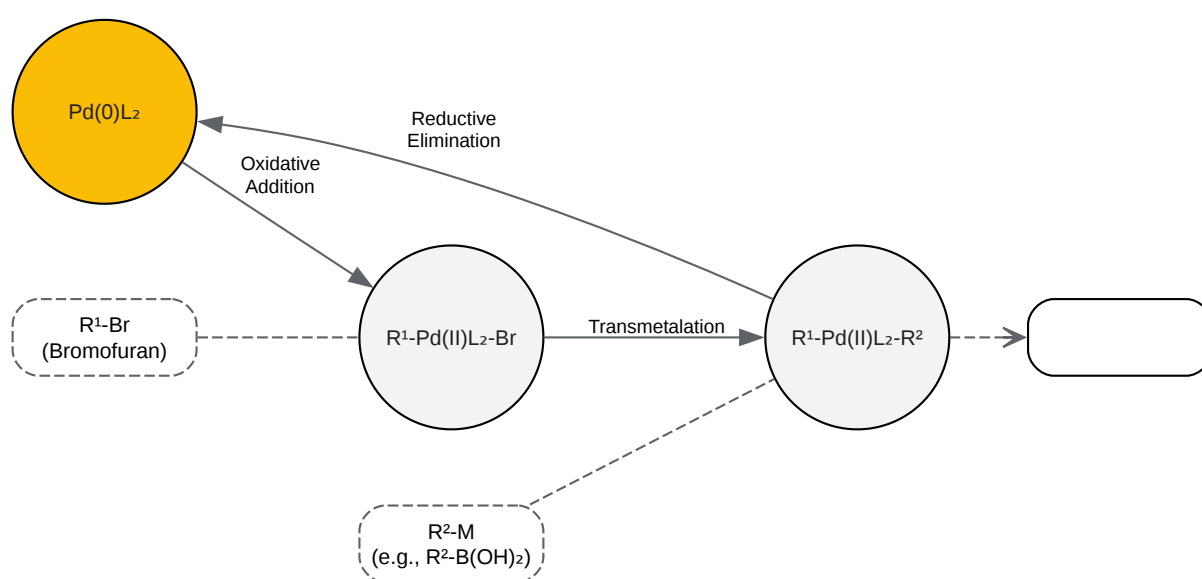 Pd(0)L₂
Reductive
Elimination
Oxidative
Addition
R¹-Br
(Bromofuran)
R¹-Pd(II)L₂-Br
Transmetalation
R¹-Pd(II)L₂-R²
R²-M
(e.g., R²-B(OH)₂)